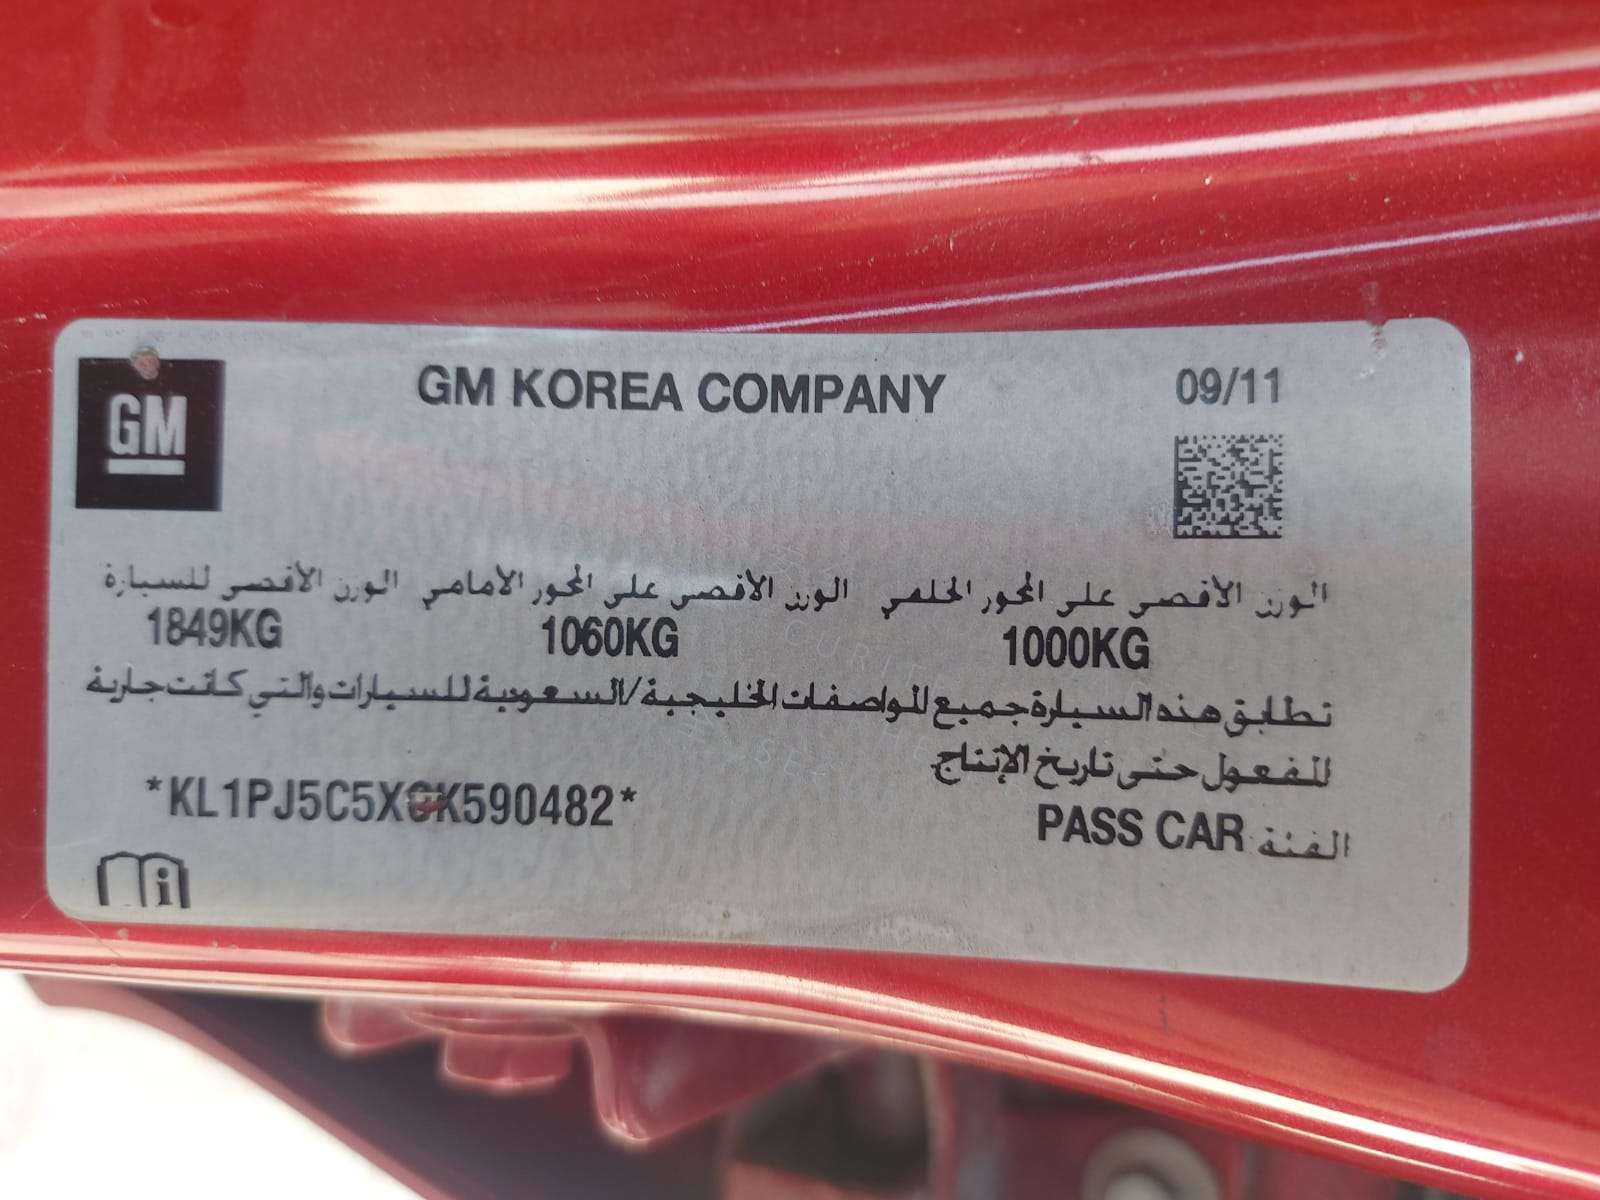 GM
GM KOREA COMPANY
09/11
الوزن الأقصى على المحور الخلفي
الوزن الأقصى على المحور الأمامي
الوزن الأقصى للسيارة
1000KG
1060KG
1849KG
تطابق هذه السيارة جميع المواصفات الخليجية/السعودية للسيارات والتي كانت جارية
المفعول حتى تاريخ الإنتاج
الفئة: PASS CAR